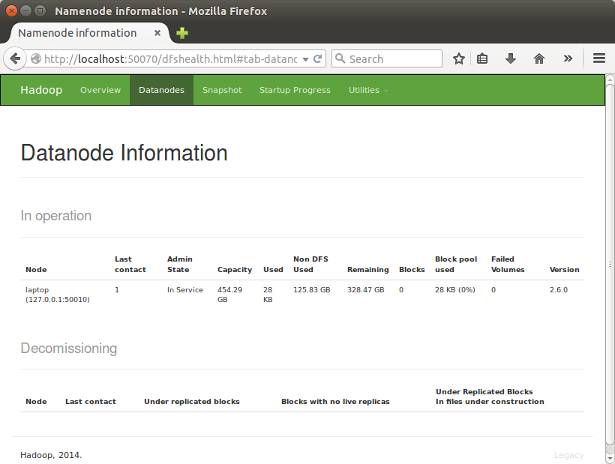 Namenode information - Mozilla Firefox
Namenode information
http://localhost:50070/dfshealth.html#tab-datanc
Search
Hadoop Overview Datanodes Snapshot Startup Progress Utilities
Datanode Information
In operation
Node Last contact Admin State Capacity Used Non DFS Used Remaining Blocks Block pool used Failed Volumes Version
laptop (127.0.0.1:50010) 1 In Service 454.29 GB 28 KB 125.83 GB 328.47 GB 0 28 KB (0%) 0 2.6.0
Decomissioning
Node Last contact Under replicated blocks Blocks with no live replicas Under Replicated Blocks In files under construction
Hadoop, 2014. Legacy